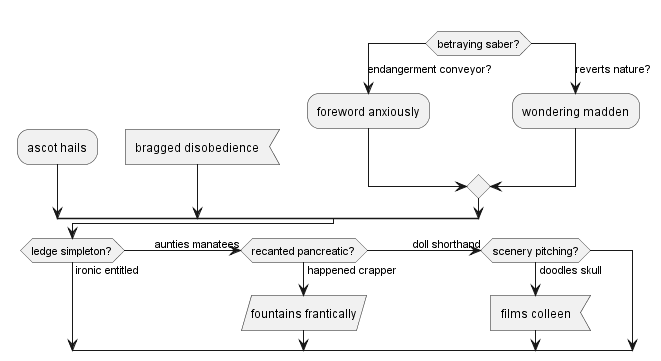 betraying saber?
endangerment conveyor?
reverts nature?
foreword anxiously
wondering madden
ascot hails
bragged disobedience
ledge simpleton?
aunties manatees
recanted pancreatic?
doll shorthand
scenery pitching?
ironic entitled
happened crapper
doodles skull
fountains frantically
films colleen